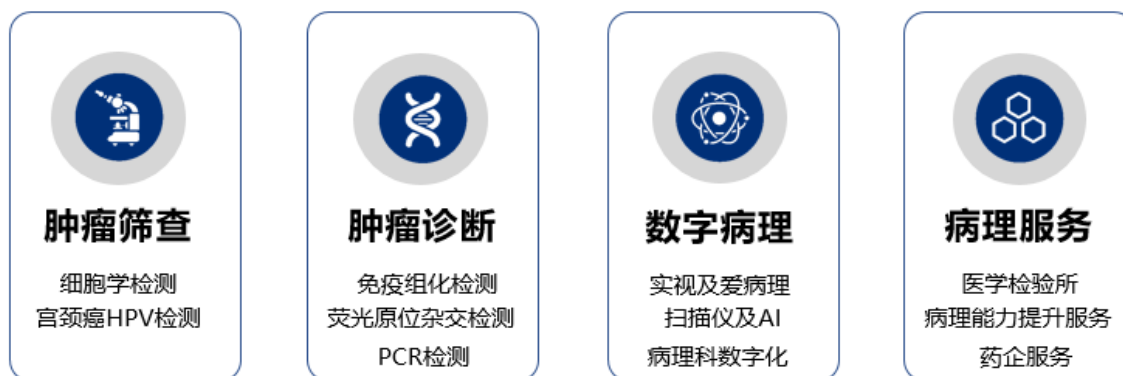 肿瘤筛查
细胞学检测
宫颈癌HPV检测
肿瘤诊断
免疫组化检测
荧光原位杂交检测
PCR检测
数字病理
实视及爱病理
扫描仪及AI
病理科数字化
病理服务
医学检验所
病理能力提升服务
药企服务